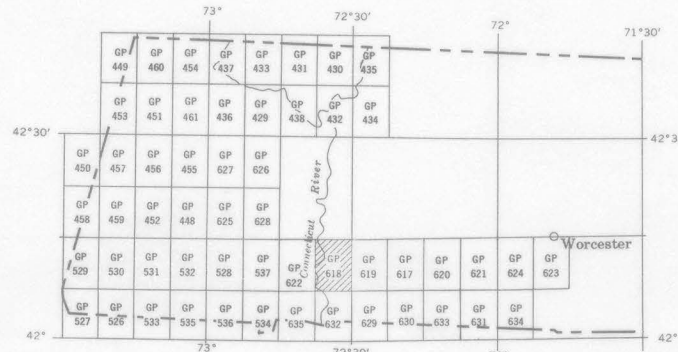 73° 72°30' 72° 71°30'
GP 449 GP 460 GP 454 GP 437 GP 433 GP 431 GP 430 GP 435
GP 453 GP 451 GP 461 GP 436 GP 429 GP 438 GP 432 GP 434
42°30' 42°30'
GP 450 GP 457 GP 456 GP 455 GP 627 GP 626
GP 458 GP 459 GP 452 GP 448 GP 625 GP 628
Connecticut River
Worcester
GP 529 GP 530 GP 531 GP 532 GP 528 GP 537 GP 622 GP 618 GP 619 GP 617 GP 620 GP 621 GP 624 GP 623
GP 527 GP 526 GP 533 GP 535 GP 536 GP 534 GP 635 GP 632 GP 629 GP 630 GP 633 GP 631 GP 634
42° 42°
73° 72°30' 72°